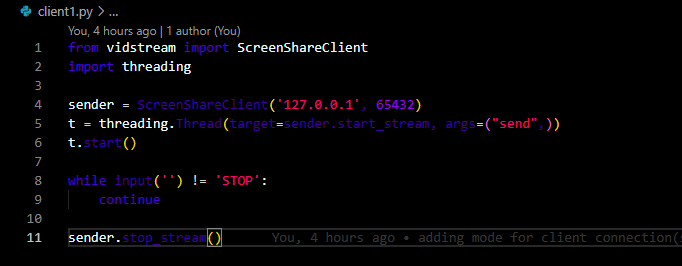 client1.py > ...
You, 4 hours ago | 1 author (You)
1 from vidstream import ScreenShareClient
2 import threading
3
4 sender = ScreenShareClient('127.0.0.1', 65432)
5 t = threading.Thread(target=sender.start_stream, args=("send",))
6 t.start()
7
8 while input('') != 'STOP':
9     continue
10
11 sender.stop_stream() You, 4 hours ago • adding mode for client connection(s